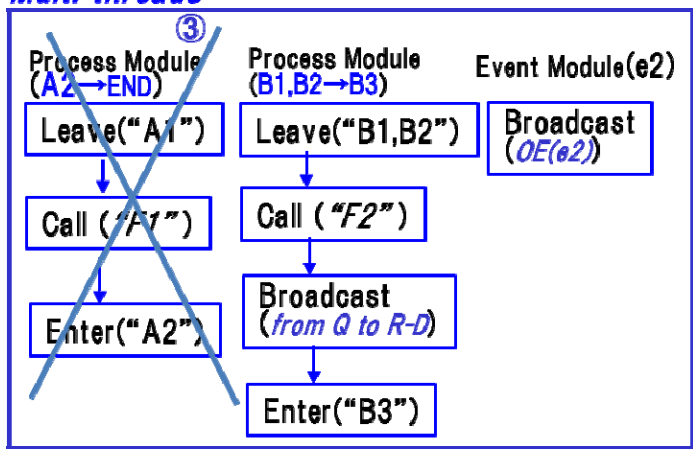 ③
Process Module
(A2→END)
Leave(“A1”)
Call (“F1”)
Enter(“A2”)
Process Module
(B1,B2→B3)
Leave(“B1,B2”)
Call (“F2”)
Broadcast
(from Q to R-D)
Enter(“B3”)
Event Module(e2)
Broadcast
(OE(e2))